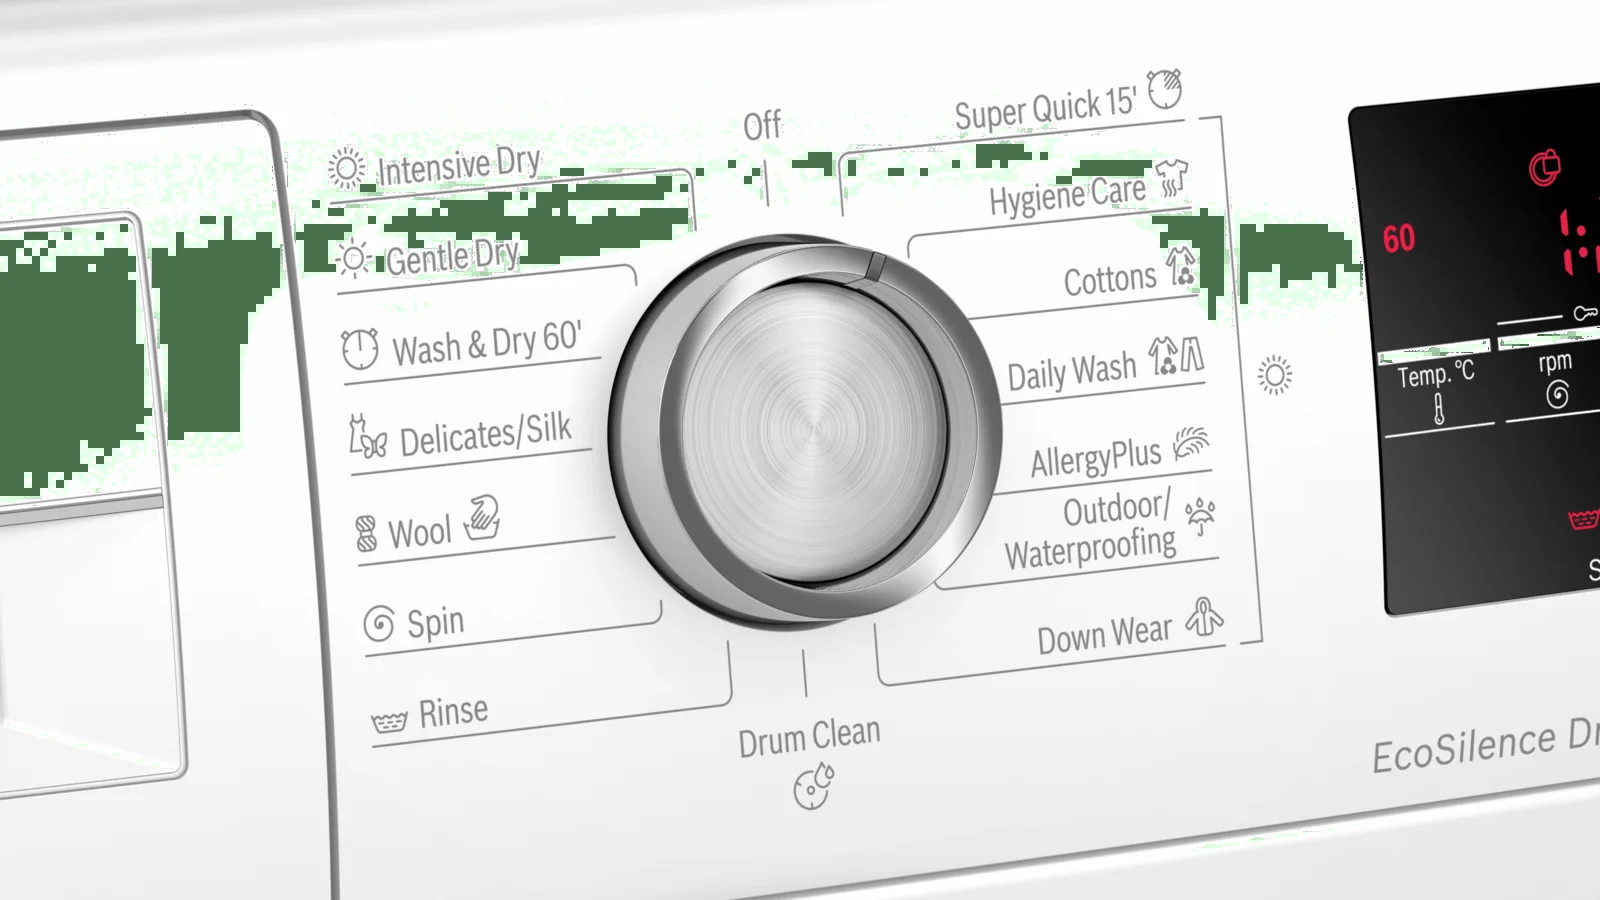 Off
Super Quick 15'
Intensive Dry
Hygiene Care
Gentle Dry
Cottons
Wash & Dry 60'
Daily Wash
Delicates/Silk
AllergyPlus
Wool
Outdoor/
Waterproofing
Spin
Down Wear
Rinse
Drum Clean
60
Temp. °C
rpm
EcoSilence